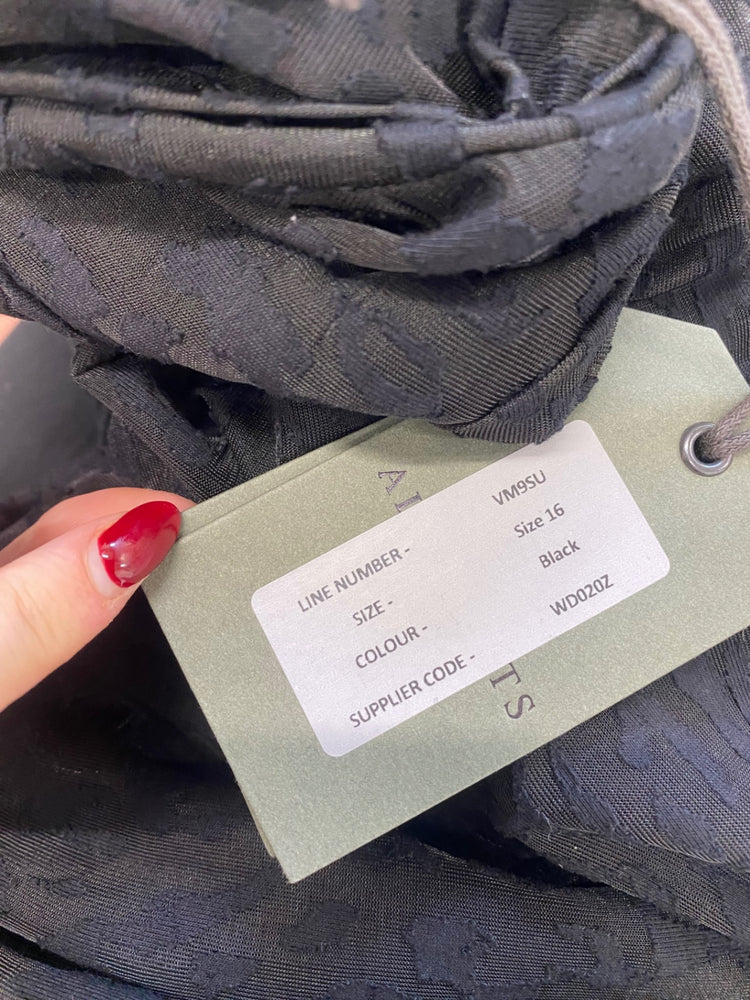 LINE NUMBER - VM9SU
SIZE - Size 16
COLOUR - Black
SUPPLIER CODE - WD020Z